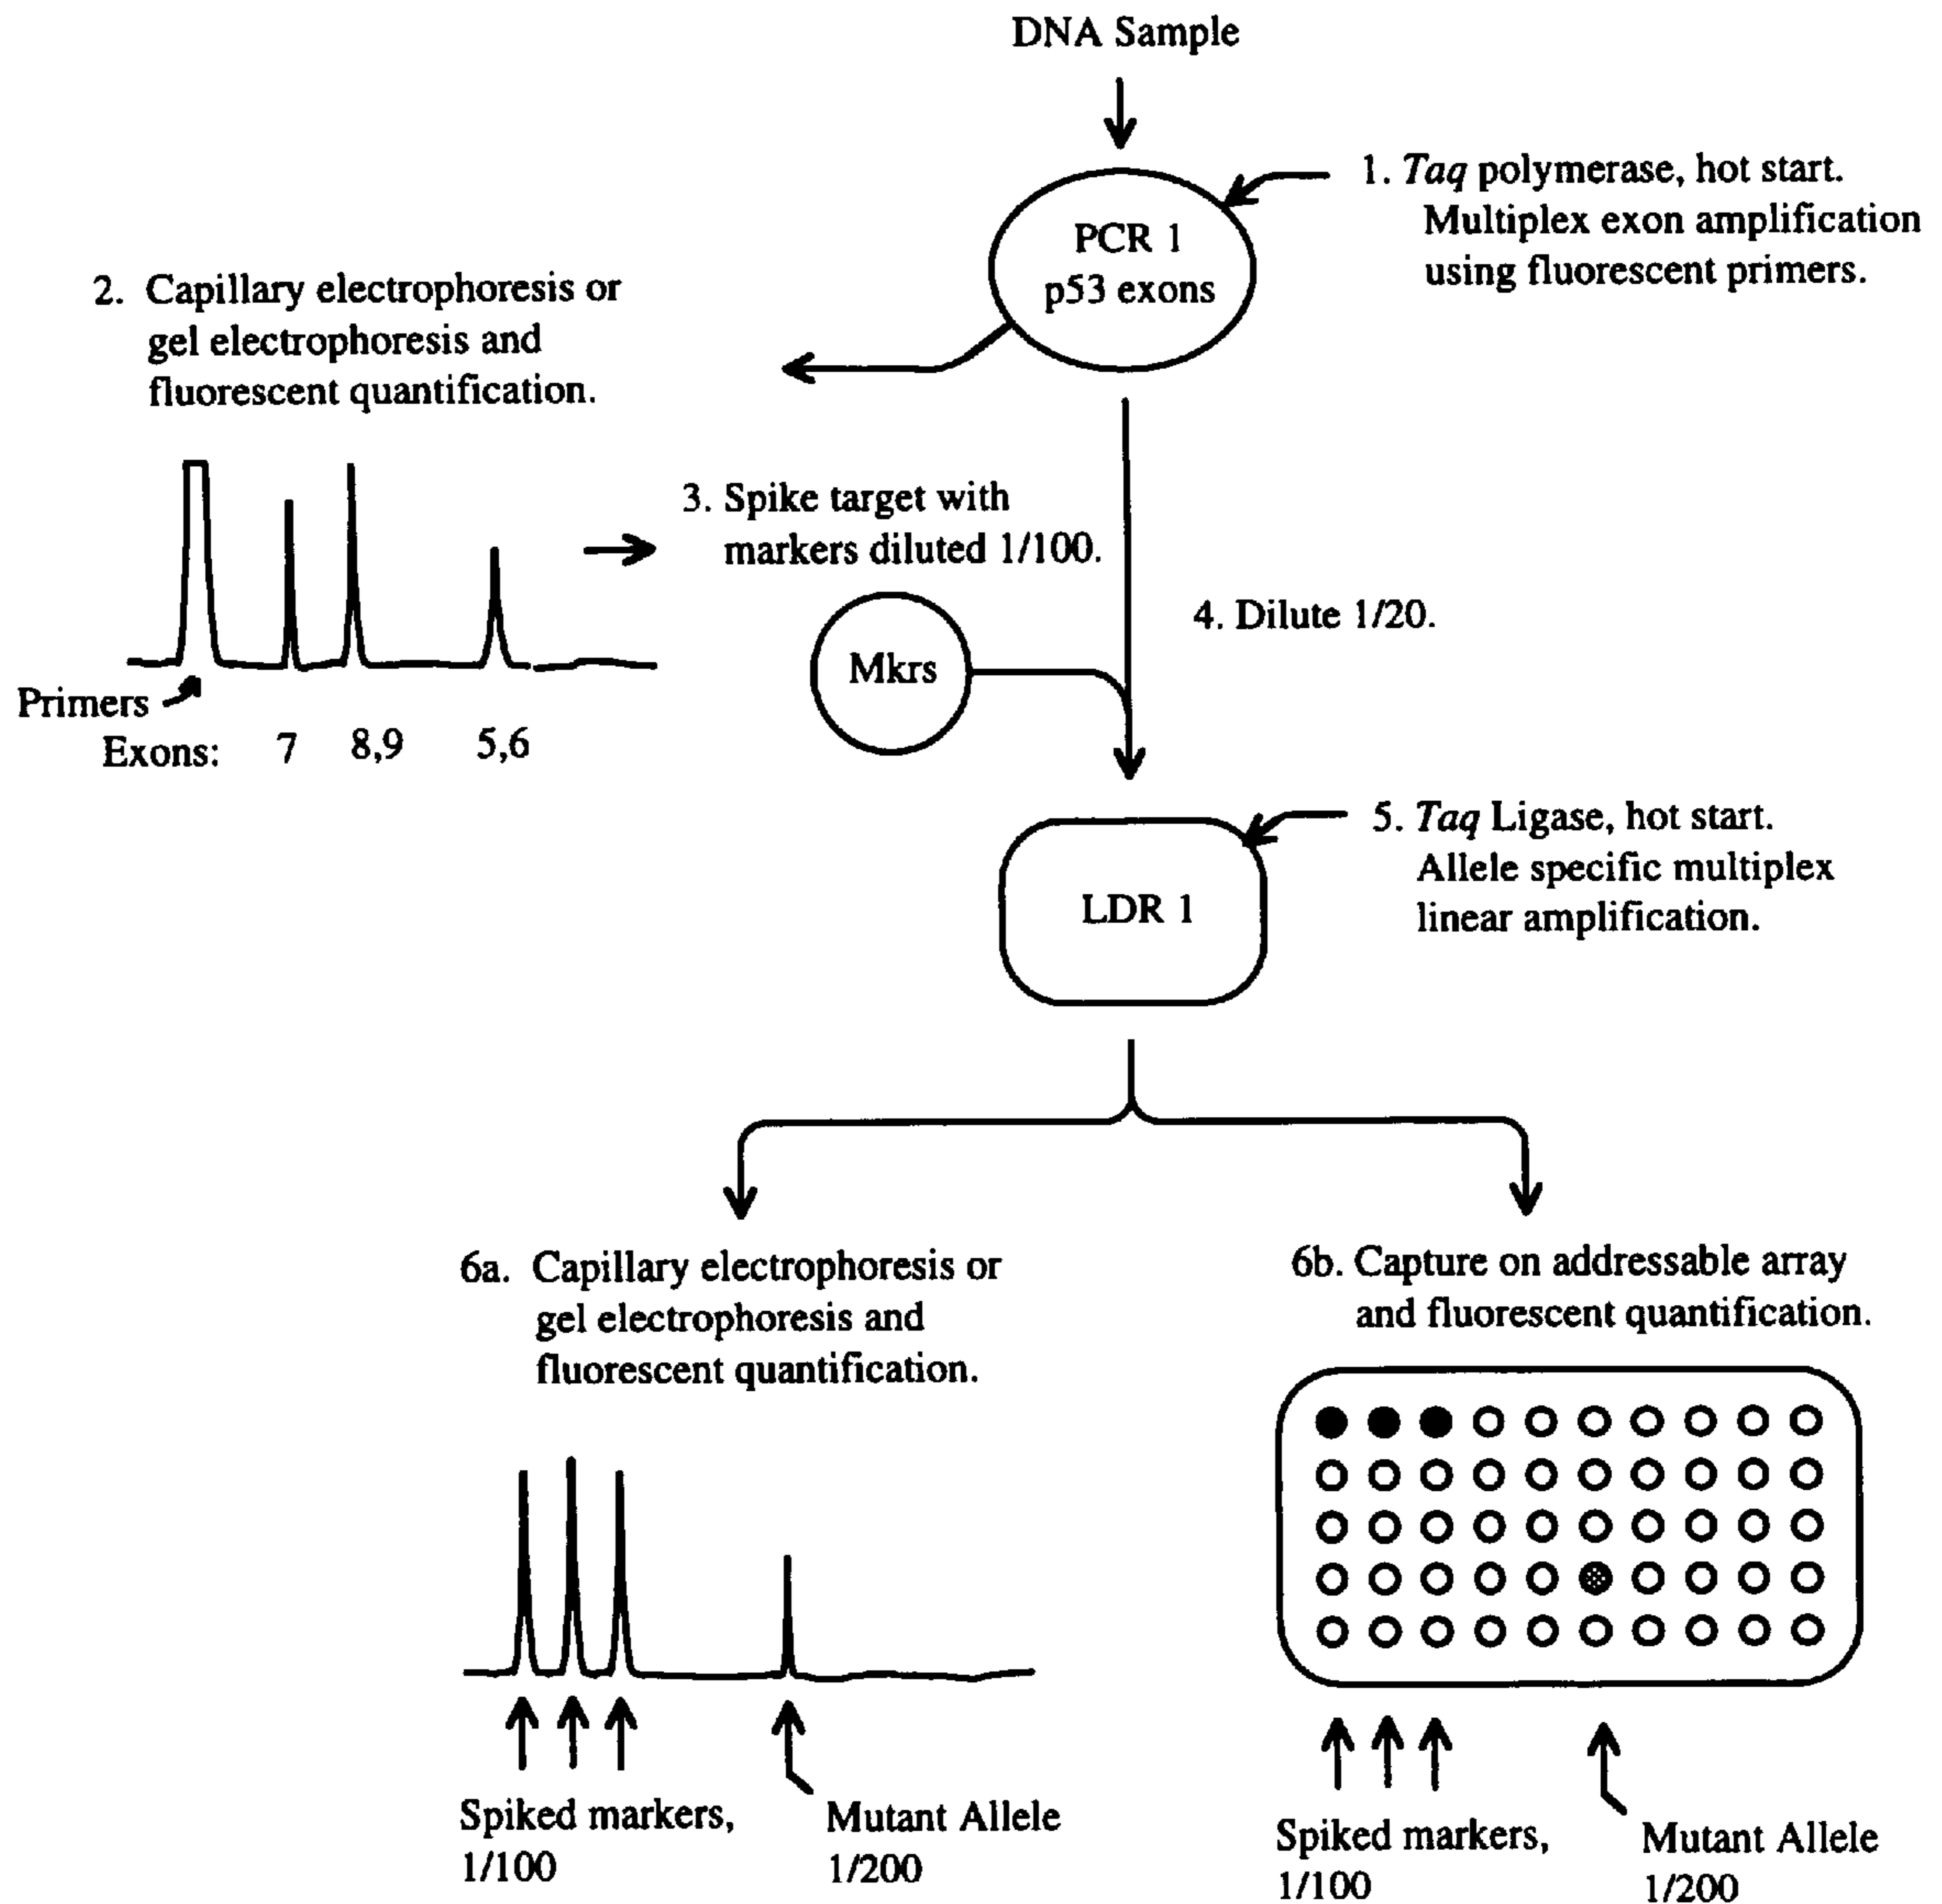 DNA Sample
1. Taq polymerase, hot start.
Multiplex exon amplification
using fluorescent primers.
PCR 1
p53 exons
2. Capillary electrophoresis or
gel electrophoresis and
fluorescent quantification.
3. Spike target with
markers diluted 1/100.
4. Dilute 1/20.
Mkrs
Primers
Exons: 7 8,9 5,6
5. Taq Ligase, hot start.
Allele specific multiplex
linear amplification.
LDR 1
6a. Capillary electrophoresis or
gel electrophoresis and
fluorescent quantification.
Spiked markers,
1/100
Mutant Allele
1/200
6b. Capture on addressable array
and fluorescent quantification.
Spiked markers,
1/100
Mutant Allele
1/200